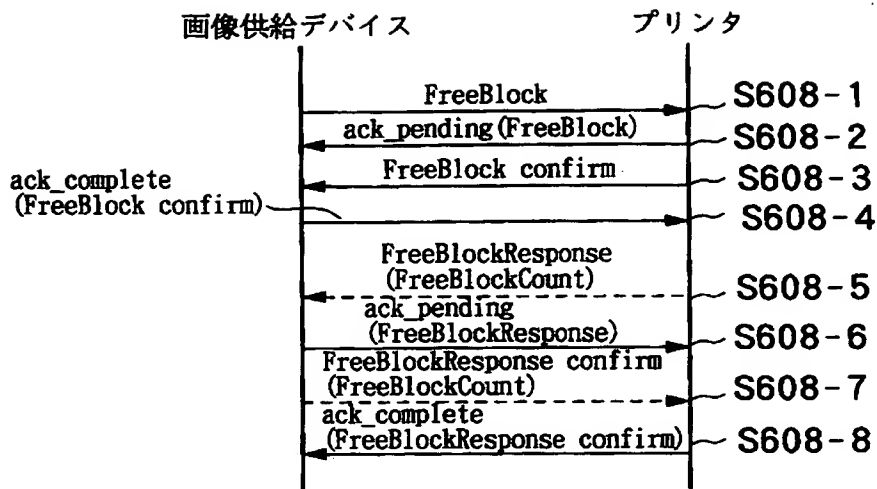 画像供給デバイス プリンタ
FreeBlock S608-1
ack_pending(FreeBlock) S608-2
FreeBlock confirm S608-3
ack_complete
(FreeBlock confirm) S608-4
FreeBlockResponse
(FreeBlockCount) S608-5
ack_pending
(FreeBlockResponse) S608-6
FreeBlockResponse confirm
(FreeBlockCount) S608-7
ack_complete
(FreeBlockResponse confirm) S608-8